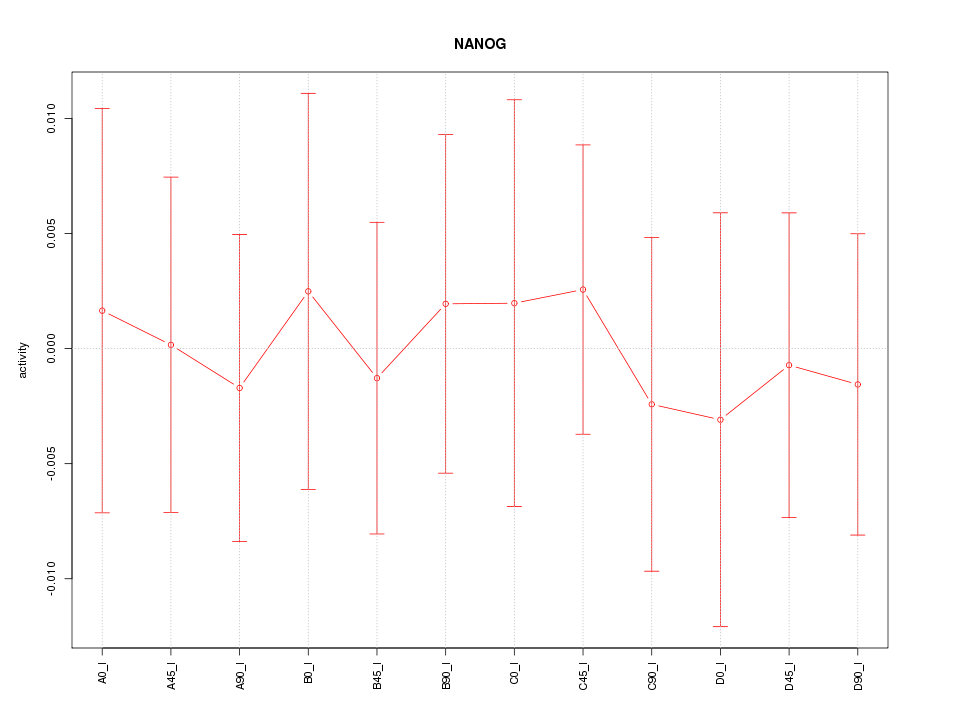 NANOG
activity
0.010
0.005
0.000
-0.005
-0.010
A0_I
A45_I
A90_I
B0_I
B45_I
B90_I
C0_I
C45_I
C90_I
D0_I
D45_I
D90_I